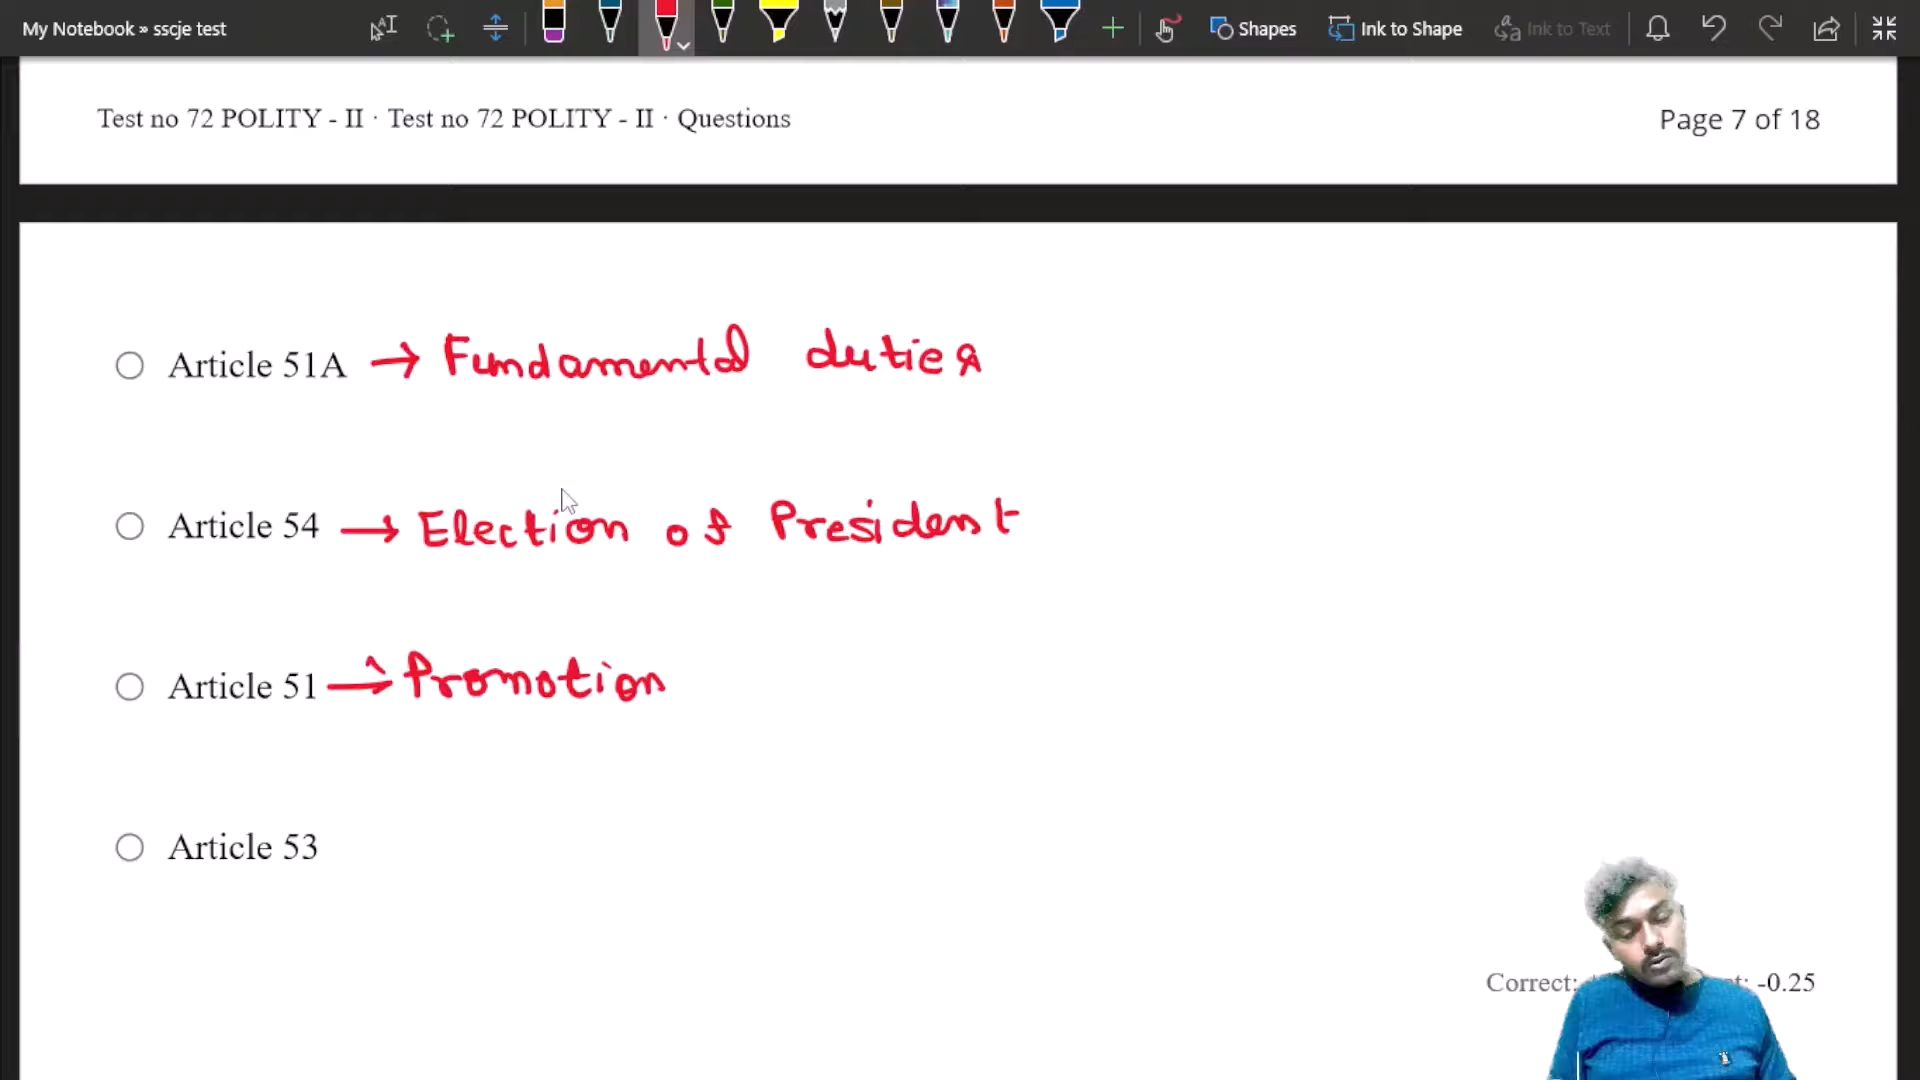 My Notebook » sscje test
Shapes
Ink to Shape
Ink to Text
Test no 72 POLITY - II · Test no 72 POLITY - II · Questions
Page 7 of 18
Article 51A → Fundamental duties
Article 54 → Election of President
Article 51 → Promotion
Article 53
Correct: -0.25